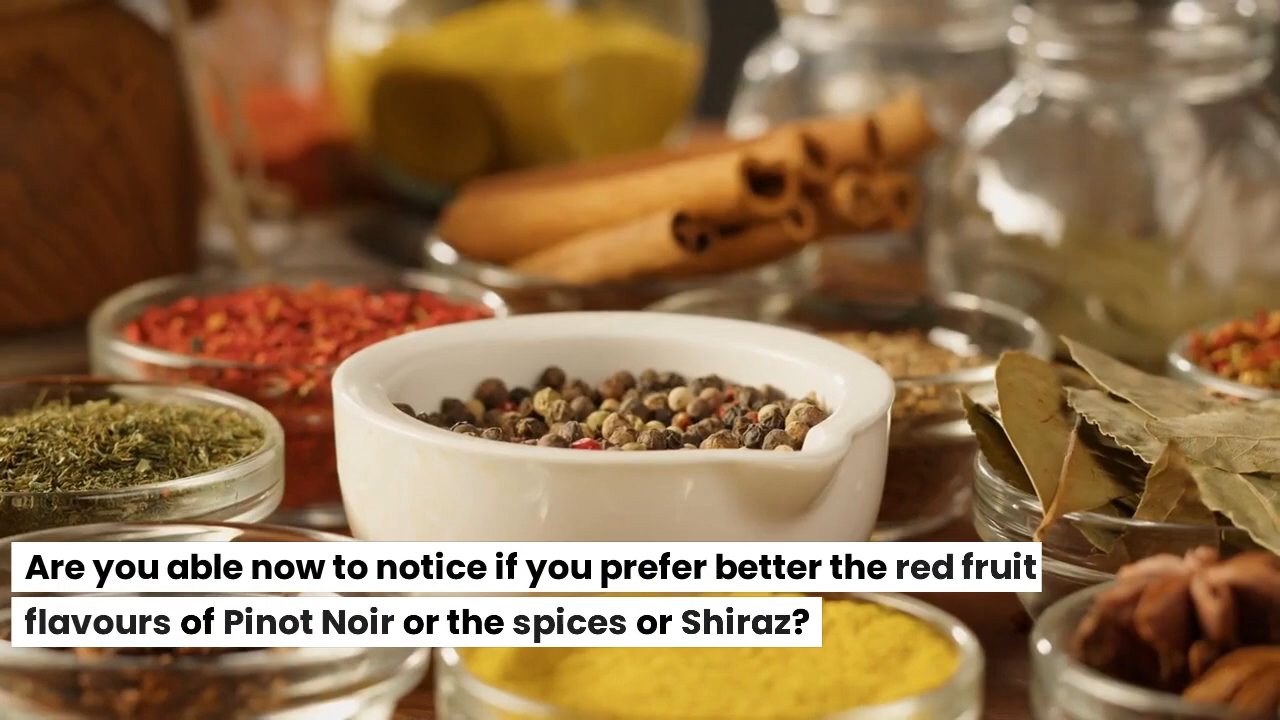 Are you able now to notice if you prefer better the red fruit
flavours of Pinot Noir or the spices or Shiraz?